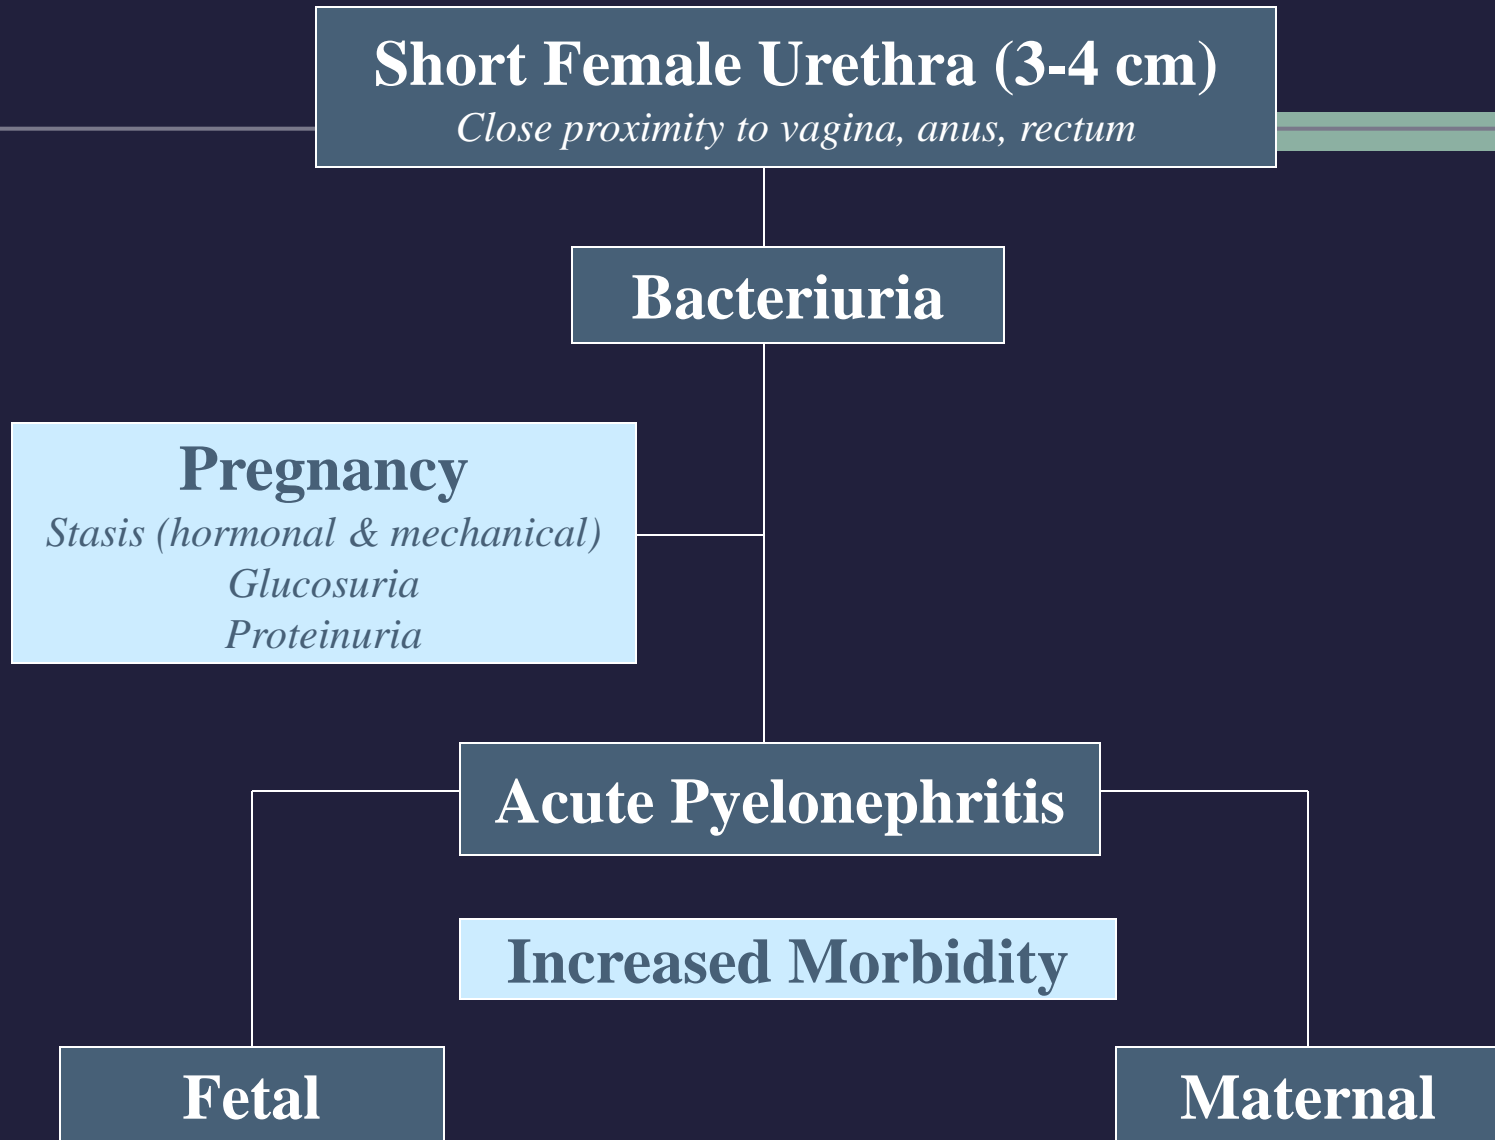 Short Female Urethra (3-4 cm)
Close proximity to vagina, anus, rectum
Bacteriuria
Pregnancy
Stasis (hormonal & mechanical)
Glucosuria
Proteinuria
Acute Pyelonephritis
Increased Morbidity
Fetal
Maternal